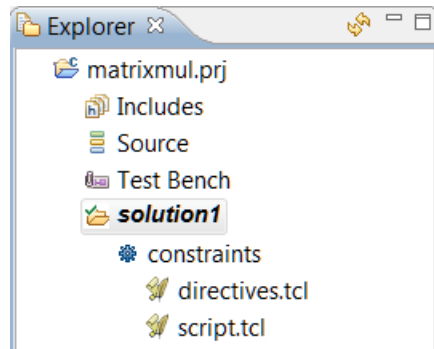 Explorer
matrixmul.prj
Includes
Source
Test Bench
solution1
constraints
directives.tcl
script.tcl